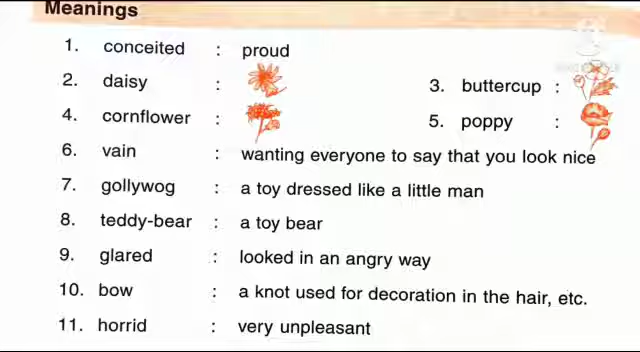 Meanings
1. conceited : proud
2. daisy :
3. buttercup :
4. cornflower :
5. poppy :
6. vain : wanting everyone to say that you look nice
7. gollywog : a toy dressed like a little man
8. teddy-bear : a toy bear
9. glared : looked in an angry way
10. bow : a knot used for decoration in the hair, etc.
11. horrid : very unpleasant